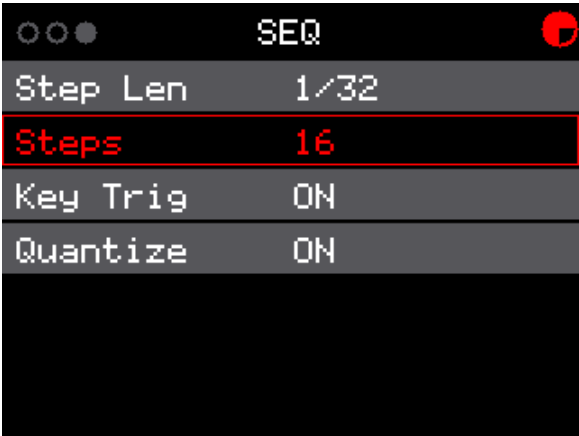 SEQ
Step Len 1/32
Steps 16
Key Trig ON
Quantize ON